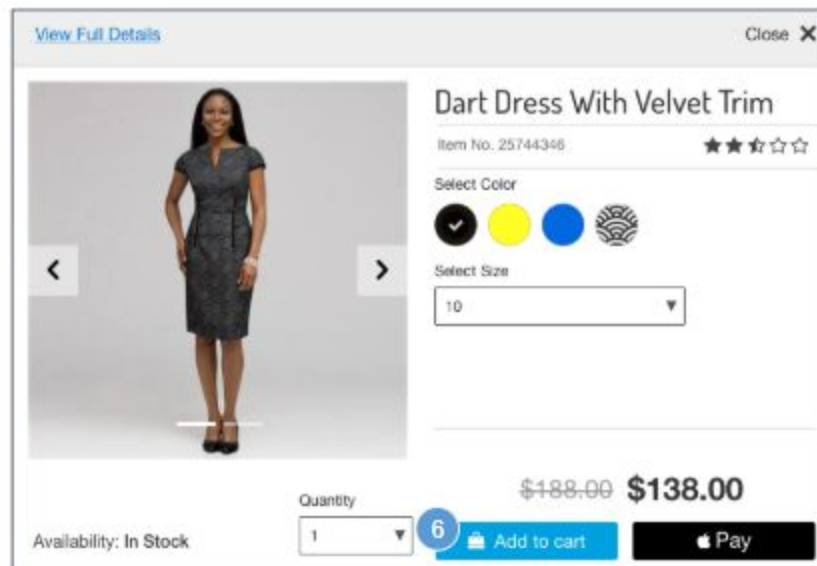 View Full Details
Close X
Dart Dress With Velvet Trim
Item No. 25744346
Select Color
Select Size
10
$188.00 $138.00
Quantity
Availability: In Stock
1
6
Add to cart
Pay